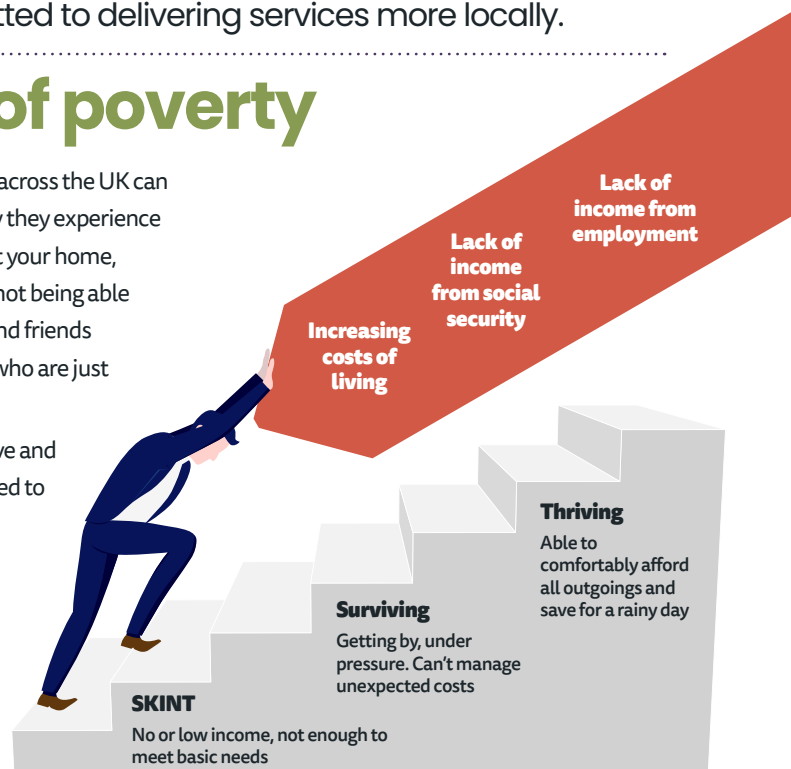 tted to delivering services more locally.
of poverty
across the UK can
y they experience
t your home,
not being able
nd friends
who are just
ve and
ed to
Lack of
income from
employment
Lack of
income
from social
security
Increasing
costs of
living
Thriving
Able to
comfortably afford
all outgoings and
save for a rainy day
Surviving
Getting by, under
pressure. Can't manage
unexpected costs
SKINT
No or low income, not enough to
meet basic needs